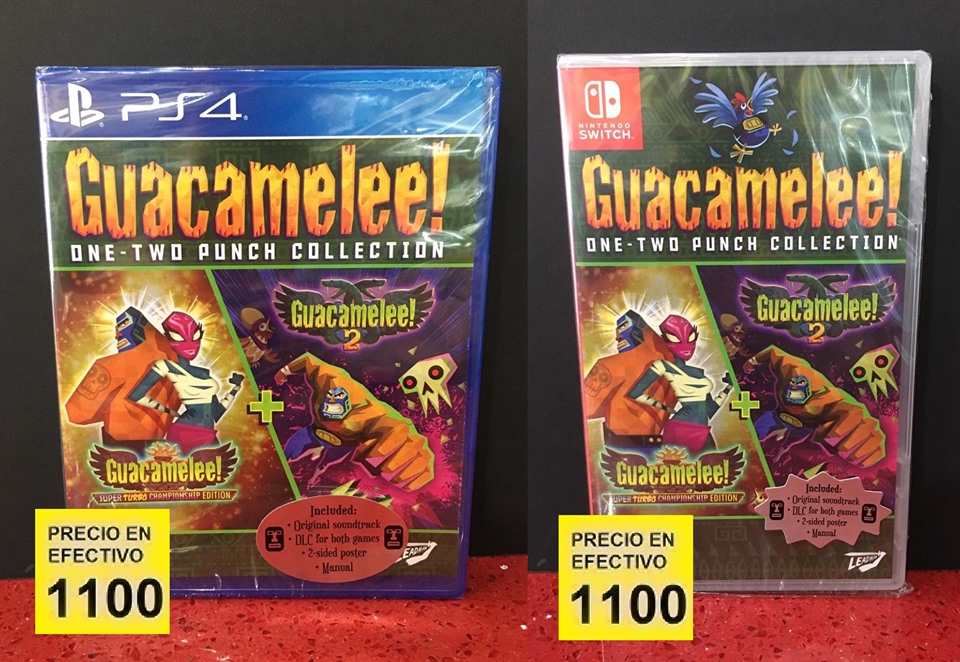 PS4
Guacamelee!
ONE-TWO PUNCH COLLECTION
Guacamelee!
2
Guacamelee!
SUPER TURBO CHAMPIONSHIP EDITION
Included:
• Original soundtrack
• DLC for both games
• 2-sided poster
• Manual
PRECIO EN
EFECTIVO
1100
NINTENDO
SWITCH
Guacamelee!
ONE-TWO PUNCH COLLECTION
Guacamelee!
2
Guacamelee!
SUPER TURBO CHAMPIONSHIP EDITION
Included:
• Original soundtrack
• DLC for both games
• 2-sided poster
• Manual
PRECIO EN
EFECTIVO
1100